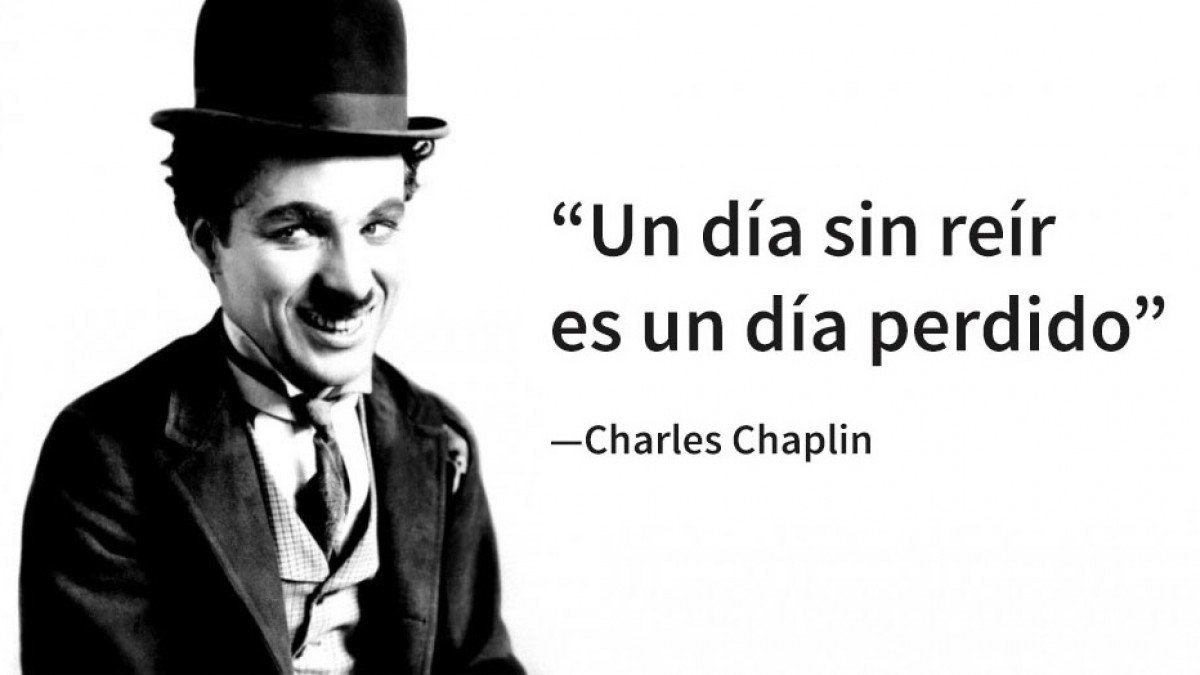 “Un día sin reír
es un día perdido”
—Charles Chaplin